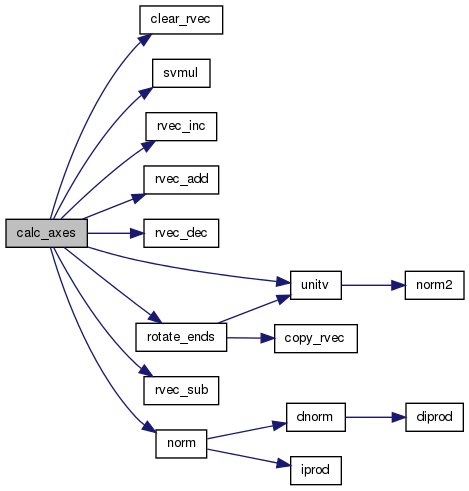 clear_rvec
svmul
rvec_inc
rvec_add
calc_axes
rvec_dec
unitv
norm2
rotate_ends
copy_rvec
rvec_sub
dnorm
diprod
norm
iprod